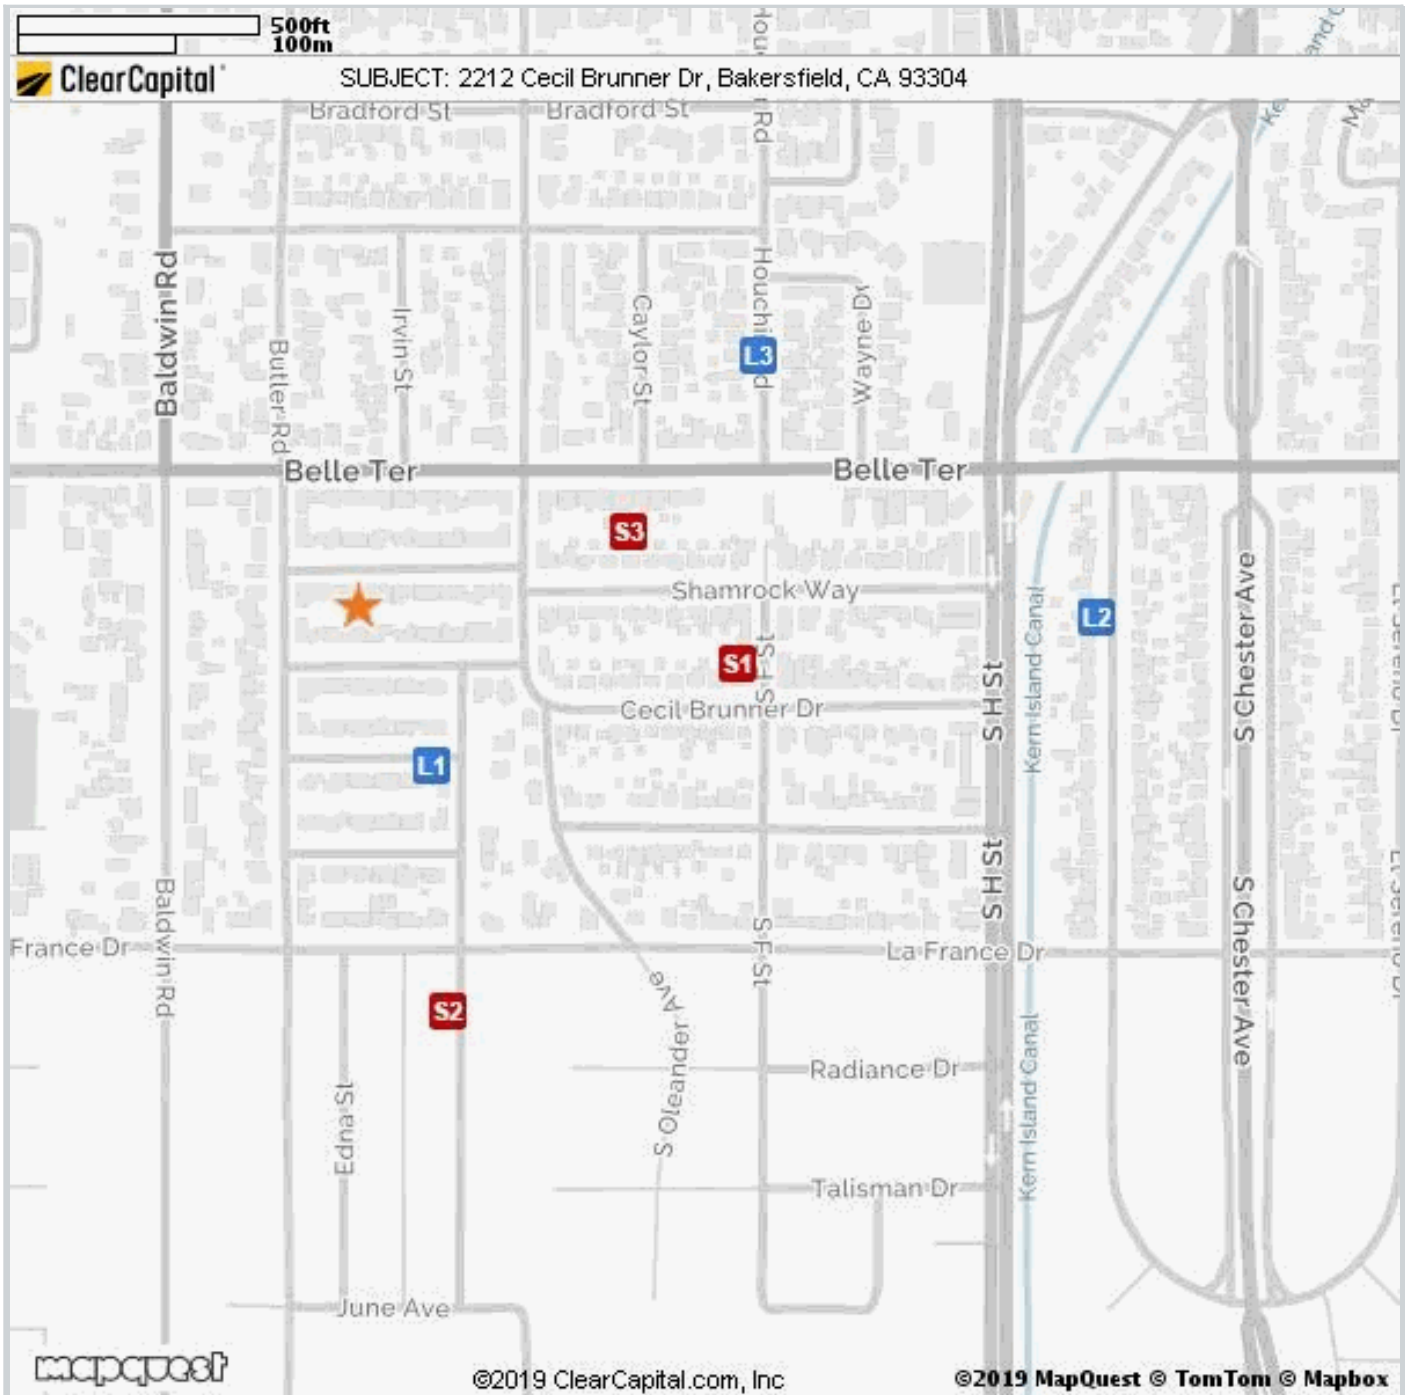 500ft
100m
ClearCapital
SUBJECT: 2212 Cecil Brunner Dr, Bakersfield, CA 93304
Bradford St
Bradford St
Rd
Baldwin Rd
Butler Rd
Irvin St
Caylor St
L3
Wayne Dr
Belle Ter
Belle Ter
S3
Shamrock Way
L2
S1
S F St
Cecil Brunner Dr
S H St
Kern Island Canal
S Chester Ave
L1
S H St
Baldwin Rd
France Dr
La France Dr
S F St
S Chester Ave
S2
S Oleander Ave
Radiance Dr
Edna St
Kern Island Canal
Talisman Dr
June Ave
mapquest
©2019 ClearCapital.com, Inc
©2019 MapQuest © TomTom © Mapbox